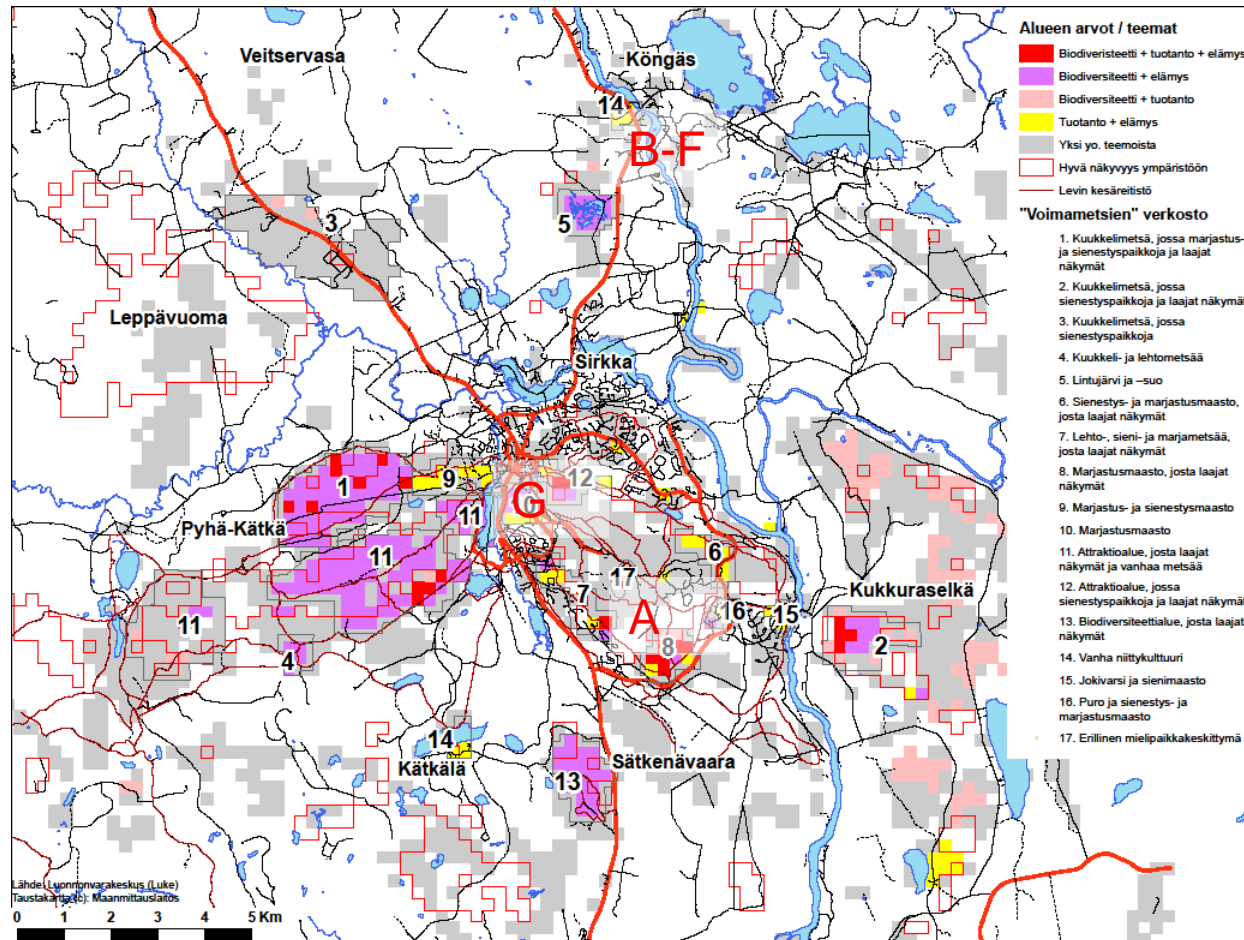 Veitservasa
Köngäs
14
B-F
5
3
Leppävuoma
Sirkka
1
9
12
G
11
Pyhä-Kätkä
11
6
17
7
Kukkuraselkä
16
15
11
A
2
4
8
14
Kätkälä
Sätkenävaara
13
Lähde: Luonnonvarakeskus (Luke)
Taustakartta (c): Maanmittauslaitos
0 1 2 3 4 5 Km
Alueen arvot / teemat
Biodiveristeetti + tuotanto + elämys
Biodiversiteetti + elämys
Biodiversiteetti + tuotanto
Tuotanto + elämys
Yksi yo. teemoista
Hyvä näkyvyys ympäristöön
Levin kesäreitistö
"Voimametsien" verkosto
1. Kuukkelimetsä, jossa marjastus-
ja sienestyspaikkoja ja laajat
näkymät
2. Kuukkelimetsä, jossa
sienestyspaikkoja ja laajat näkymät
3. Kuukkelimetsä, jossa
sienestyspaikkoja
4. Kuukkeli- ja lehtometsää
5. Lintujärvi ja –suo
6. Sienestys- ja marjastusmaasto,
josta laajat näkymät
7. Lehto-, sieni- ja marjametsää,
josta laajat näkymät
8. Marjastusmaasto, josta laajat
näkymät
9. Marjastus- ja sienestysmaasto
10. Marjastusmaasto
11. Attraktioalue, josta laajat
näkymät ja vanhaa metsää
12. Attraktioalue, jossa
sienestyspaikkoja ja laajat näkymät
13. Biodiversiteettialue, josta laajat
näkymät
14. Vanha niittykulttuuri
15. Jokivarsi ja sienimaasto
16. Puro ja sienestys- ja
marjastusmaasto
17. Erillinen mielipaikkakeskittymä